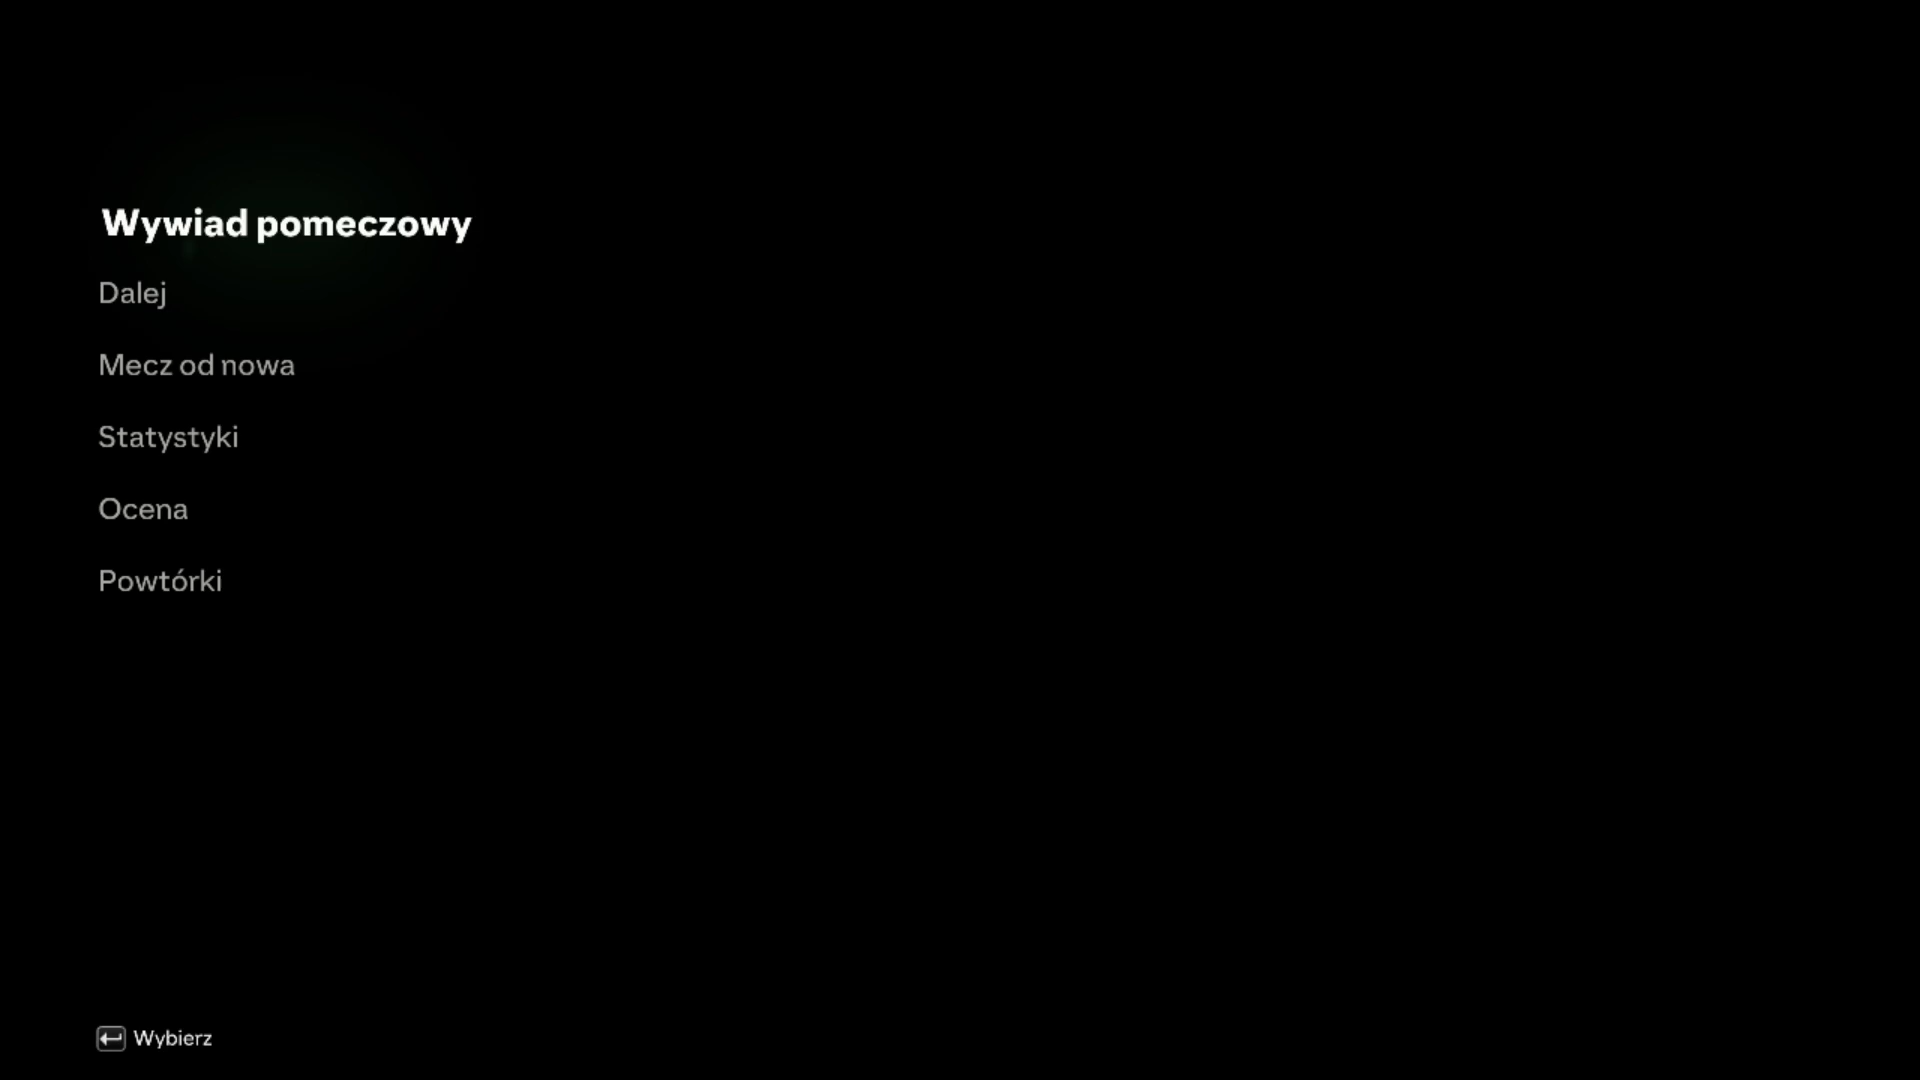 Wywiad pomeczowy
Dalej
Mecz od nowa
Statystyki
Ocena
Powtórki
Wybierz